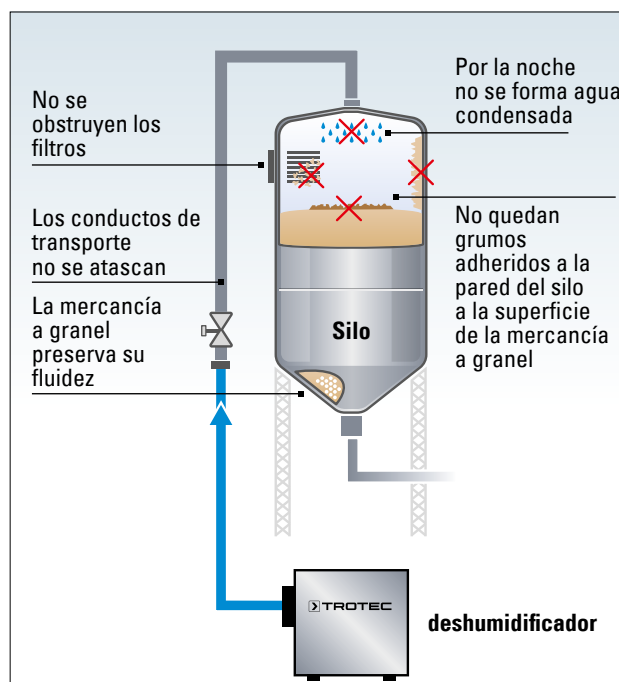 No se
obstruyen los
filtros
Los conductos de
transporte
no se atascan
La mercancía
a granel
preserva su
fluidez
Por la noche
no se forma agua
condensada
No quedan
grumos
adheridos a la
pared del silo
a la superficie
de la mercancía
a granel
Silo
TROTEC
deshumidificador